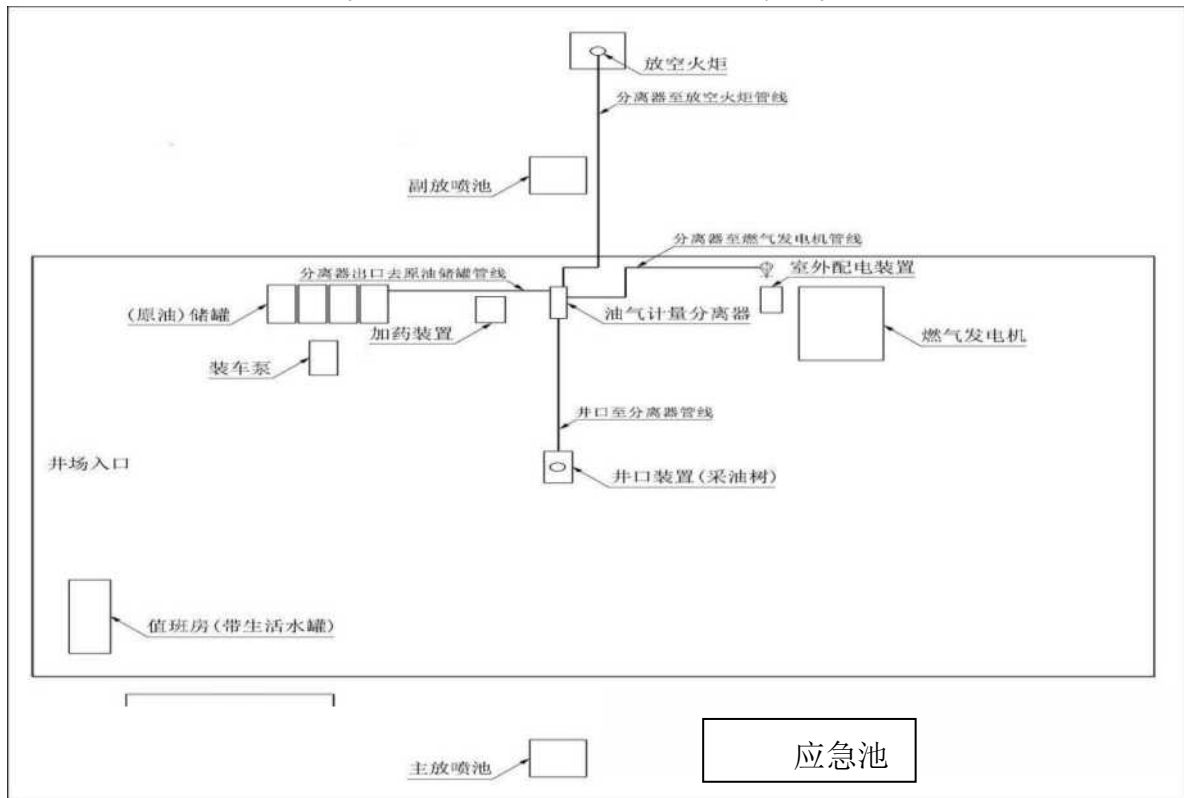 放空火炬
分离器至放空火炬管线
副放喷池
分离器至燃气发电机管线
分离器出口去原油储罐管线
室外配电装置
(原油)储罐
加药装置
油气计量分离器
燃气发电机
装车泵
井口至分离器管线
井场入口
井口装置(采油树)
值班房(带生活水罐)
主放喷池
应急池